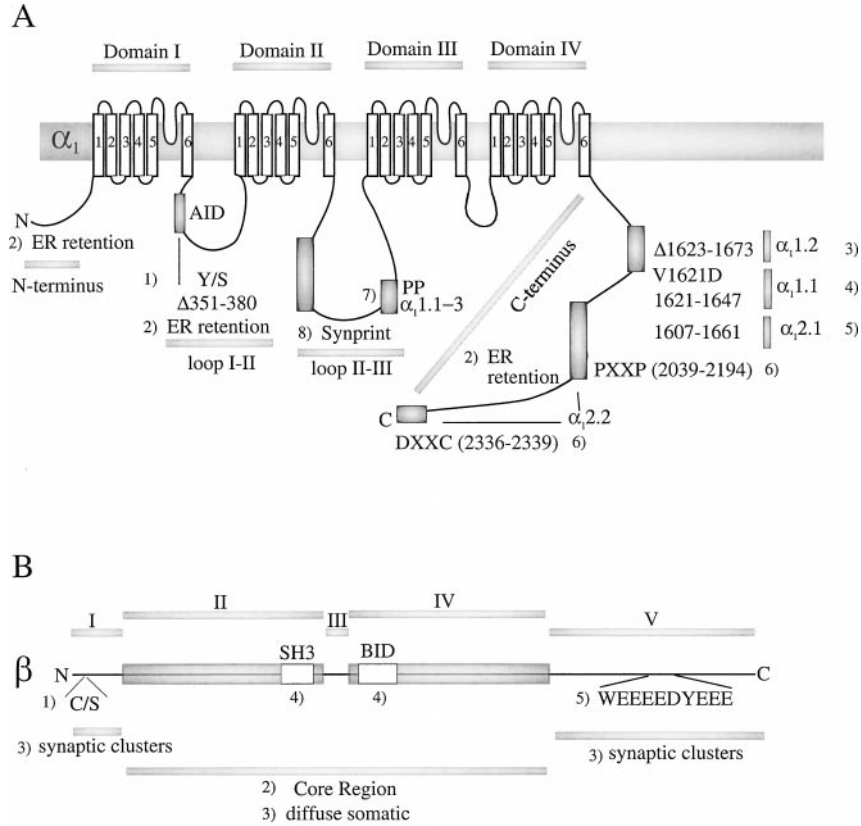 A
Domain I Domain II Domain III Domain IV
α₁ 1 2 3 4 5 6 1 2 3 4 5 6 1 2 3 4 5 6 1 2 3 4 5 6
N
AID
2) ER retention
N-terminus
1) Y/S
Δ351-380
2) ER retention
loop I-II
7) PP
α₁1.1–3
8) Synprint
loop II-III
C-terminus
2) ER
retention
Δ1623-1673 α₁1.2 3)
V1621D
1621-1647 α₁1.1 4)
1607-1661 α₁2.1 5)
PXXP (2039-2194) 6)
C
α₁2.2
DXXC (2336-2339) 6)
B
I II III IV V
SH3 BID
β N C
1) C/S 4) 4) 5) WEEEEDYEEE
3) synaptic clusters 3) synaptic clusters
2) Core Region
3) diffuse somatic